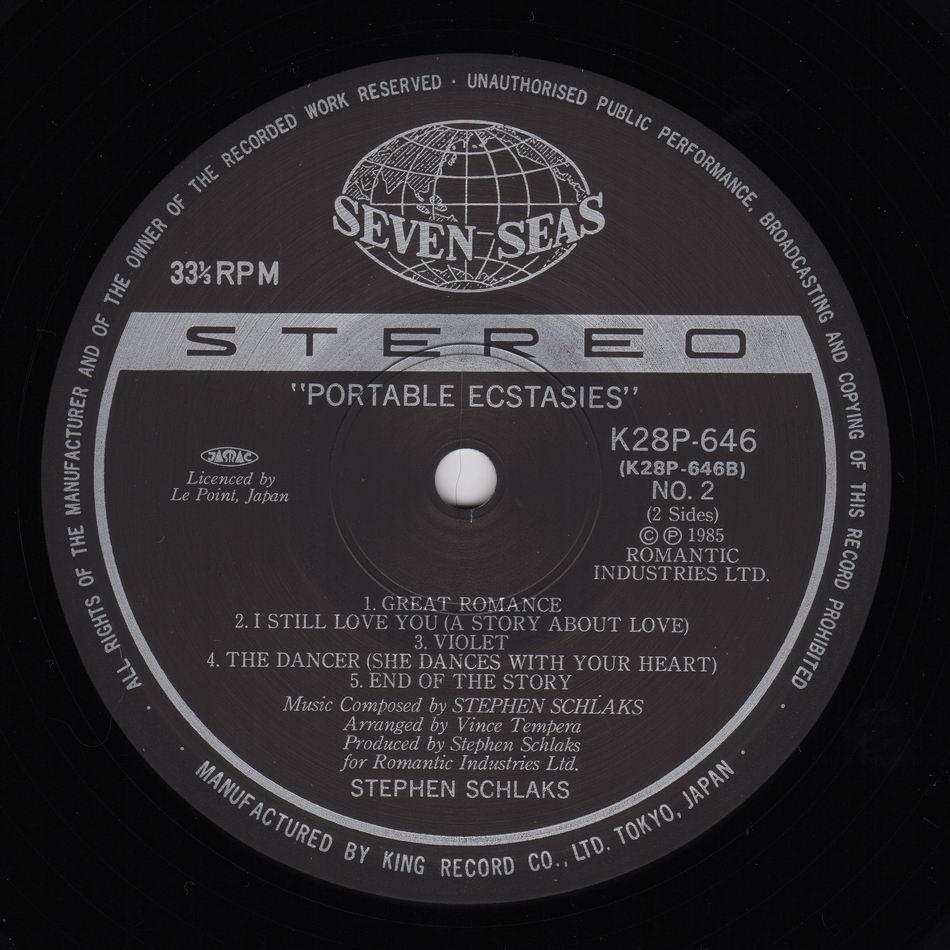 ALL RIGHTS OF THE MANUFACTURER AND OF THE OWNER OF THE RECORDED WORK RESERVED · UNAUTHORISED PUBLIC PERFORMANCE, BROADCASTING AND COPYING OF THIS RECORD PROHIBITED
SEVEN SEAS
33⅓ RPM
STEREO
"PORTABLE ECSTASIES"
K28P-646
(K28P-646B)
NO. 2
(2 Sides)
©℗ 1985
ROMANTIC
INDUSTRIES LTD.
JASRAC
Licenced by
Le Point, Japan
1. GREAT ROMANCE
2. I STILL LOVE YOU (A STORY ABOUT LOVE)
3. VIOLET
4. THE DANCER (SHE DANCES WITH YOUR HEART)
5. END OF THE STORY
Music Composed by STEPHEN SCHLAKS
Arranged by Vince Tempera
Produced by Stephen Schlaks
for Romantic Industries Ltd.
STEPHEN SCHLAKS
MANUFACTURED BY KING RECORD CO., LTD. TOKYO, JAPAN